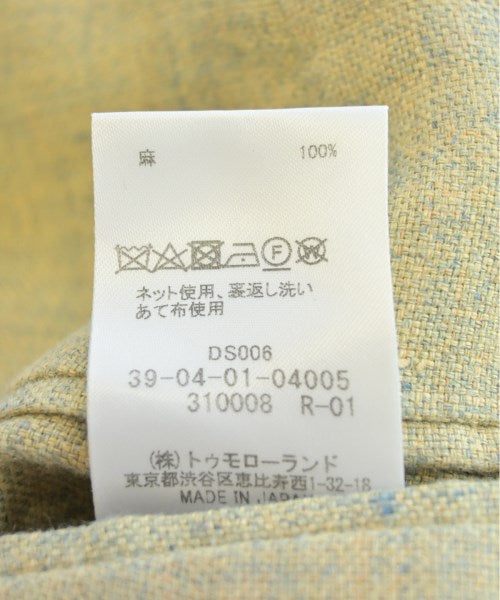 麻 100%
ネット使用、裏返し洗い
あて布使用
DS006
39-04-01-04005
310008 R-01
(株)トゥモローランド
東京都渋谷区恵比寿西1-32-18
MADE IN JAPAN